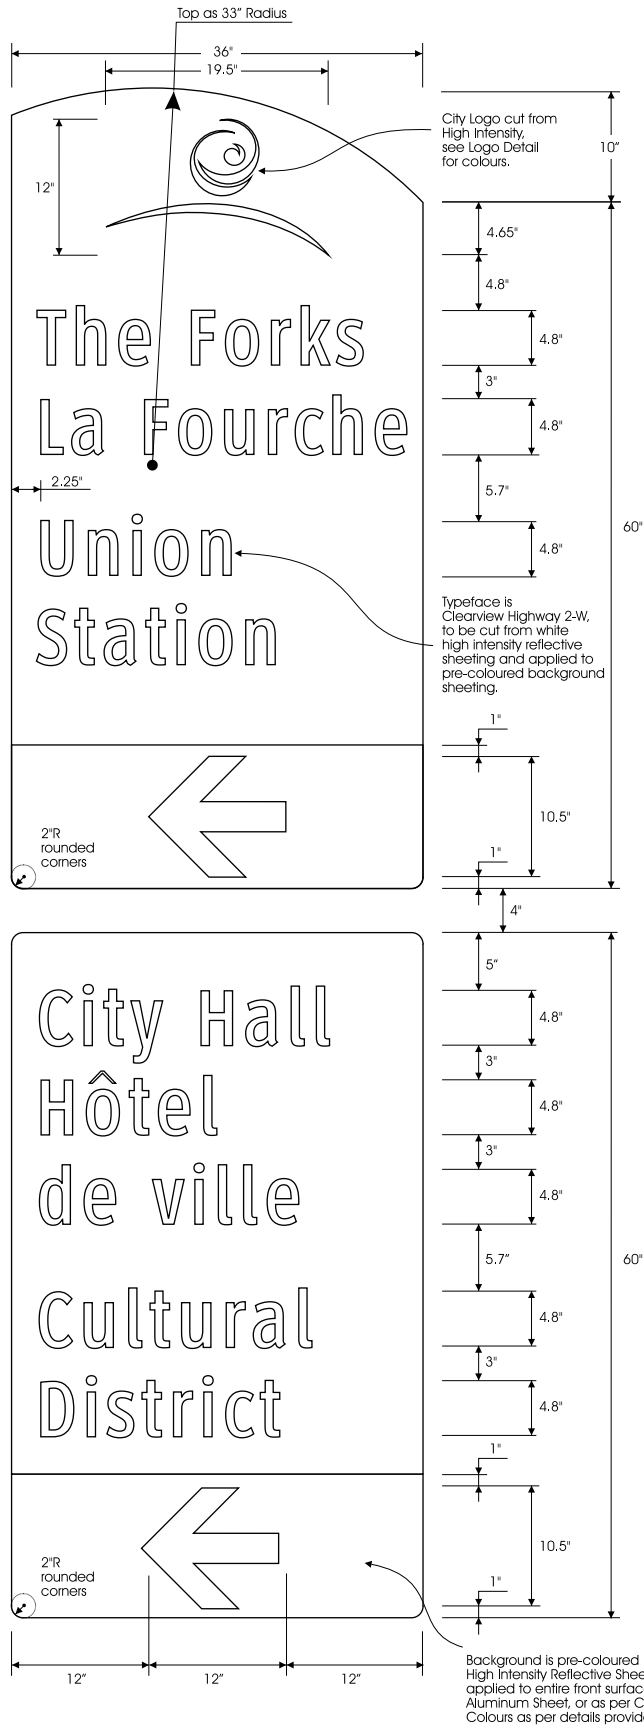 Top as 33” Radius
36"
19.5"
City Logo cut from
High Intensity,
see Logo Detail
for colours.
10”
12"
4.65"
4.8"
The Forks
4.8"
3"
La Fourche
4.8"
2.25"
5.7"
60"
Union
4.8"
Typeface is
Clearview Highway 2-W,
to be cut from white
high intensity reflective
sheeting and applied to
pre-coloured background
sheeting.
Station
1"
10.5"
2"R
rounded
corners
1"
4"
5”
City Hall
4.8"
3"
Hôtel
4.8"
3"
de ville
4.8"
5.7”
60"
Cultural
4.8"
3"
District
4.8"
1"
10.5"
2"R
rounded
corners
1"
Background is pre-coloured
High Intensity Reflective
applied to entire front
Aluminum Sheet, or as per
Colours as per details
12”
12”
12”